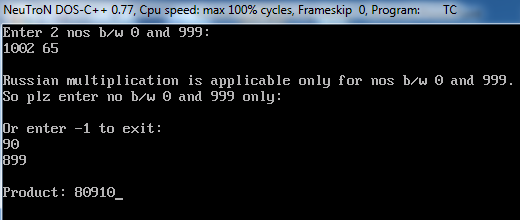 NeuTroN DOS-C++ 0.77, Cpu speed: max 100% cycles, Frameskip 0, Program: TC
Enter 2 nos b/w 0 and 999:
1002 65
Russian multiplication is applicable only for nos b/w 0 and 999.
So plz enter no b/w 0 and 999 only:
Or enter -1 to exit:
90
899
Product: 80910_